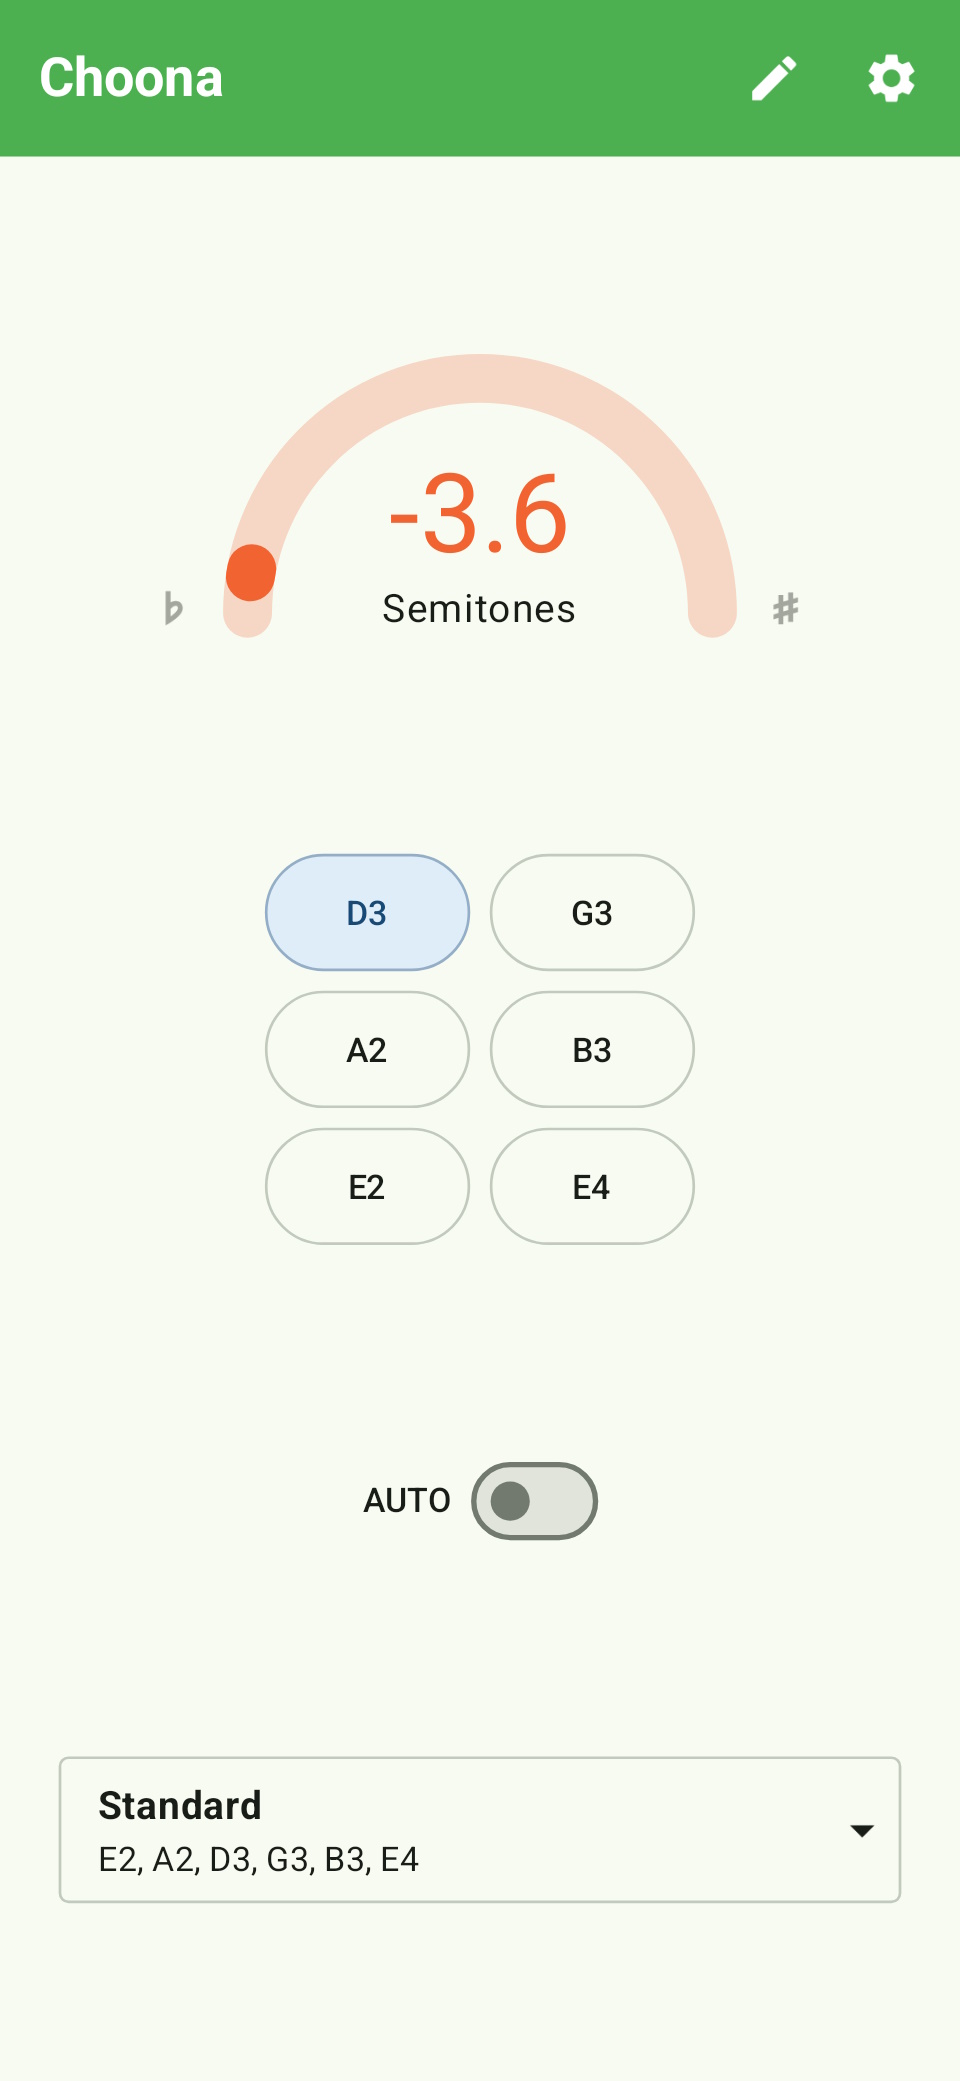 Choona
-3.6
♭ Semitones ♯
D3 G3
A2 B3
E2 E4
AUTO
Standard
E2, A2, D3, G3, B3, E4